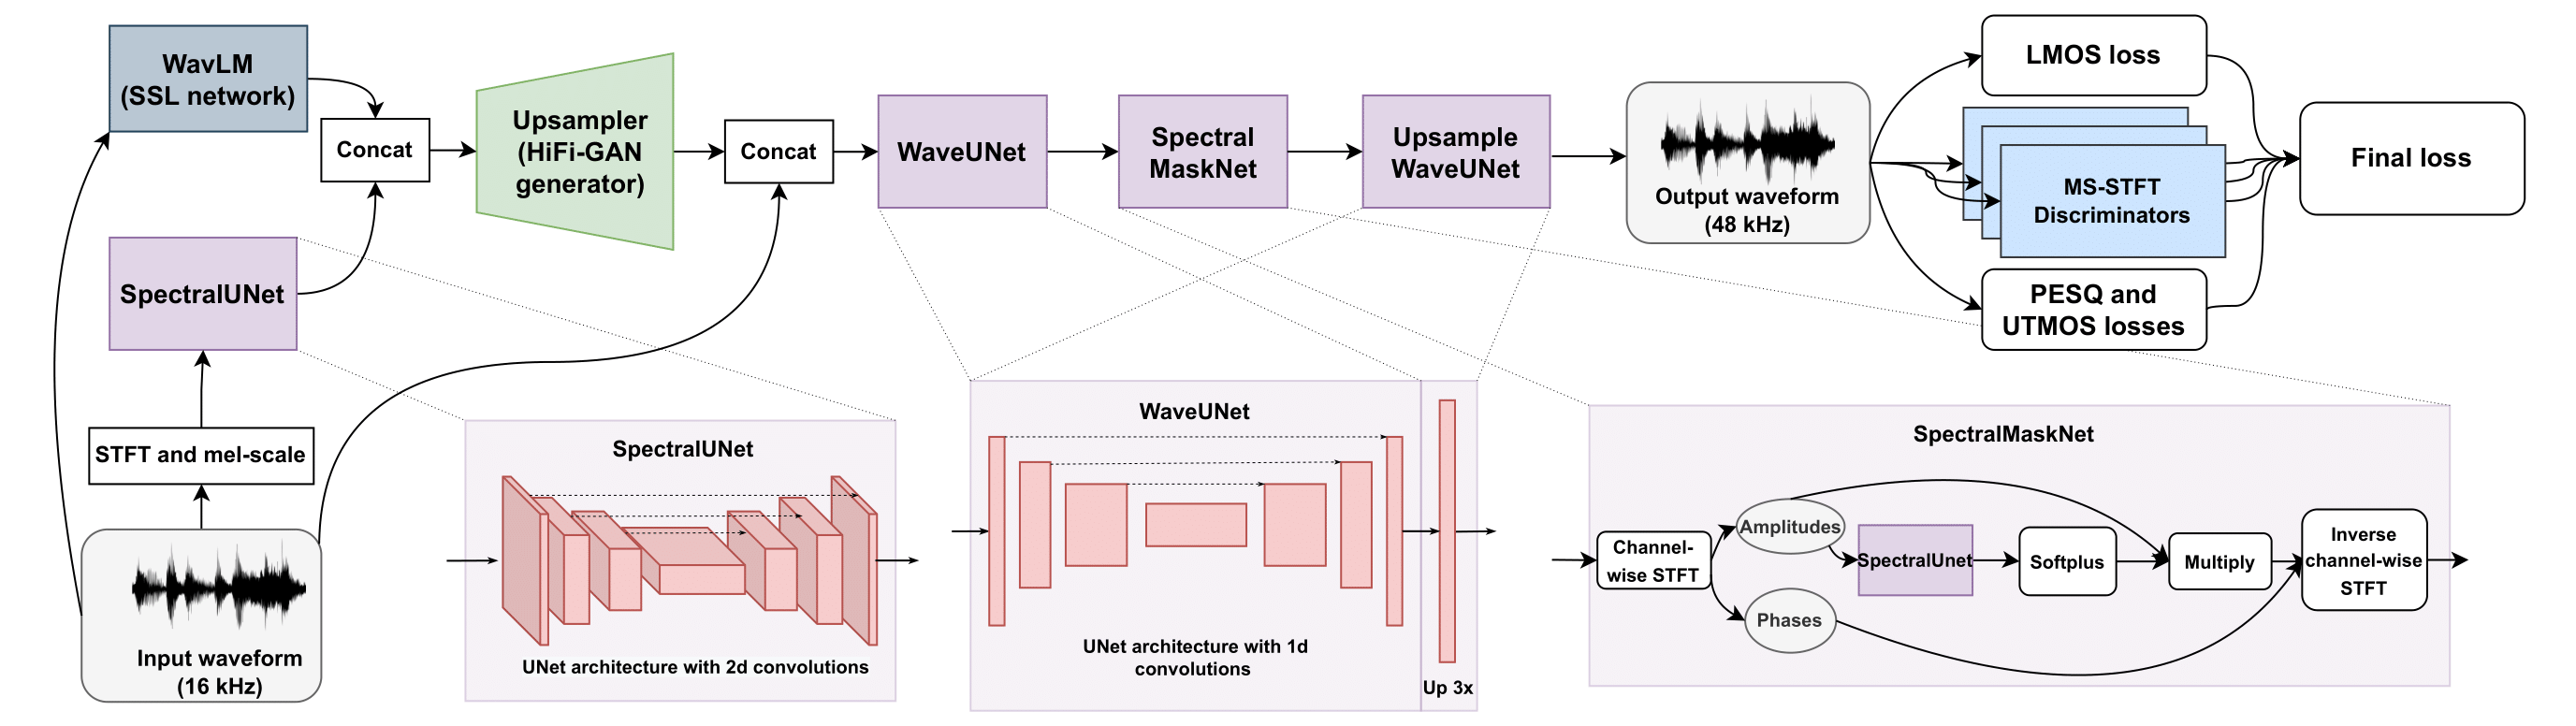 WavLM
(SSL network)
Concat
Upsampler
(HiFi-GAN
generator)
Concat
WaveUNet
Spectral
MaskNet
Upsample
WaveUNet
Output waveform
(48 kHz)
LMOS loss
MS-STFT
Discriminators
PESQ and
UTMOS losses
Final loss
SpectralUNet
STFT and mel-scale
Input waveform
(16 kHz)
SpectralUNet
UNet architecture with 2d convolutions
WaveUNet
UNet architecture with 1d
convolutions
Up 3x
SpectralMaskNet
Channel-
wise STFT
Amplitudes
Phases
SpectralUnet
Softplus
Multiply
Inverse
channel-wise
STFT